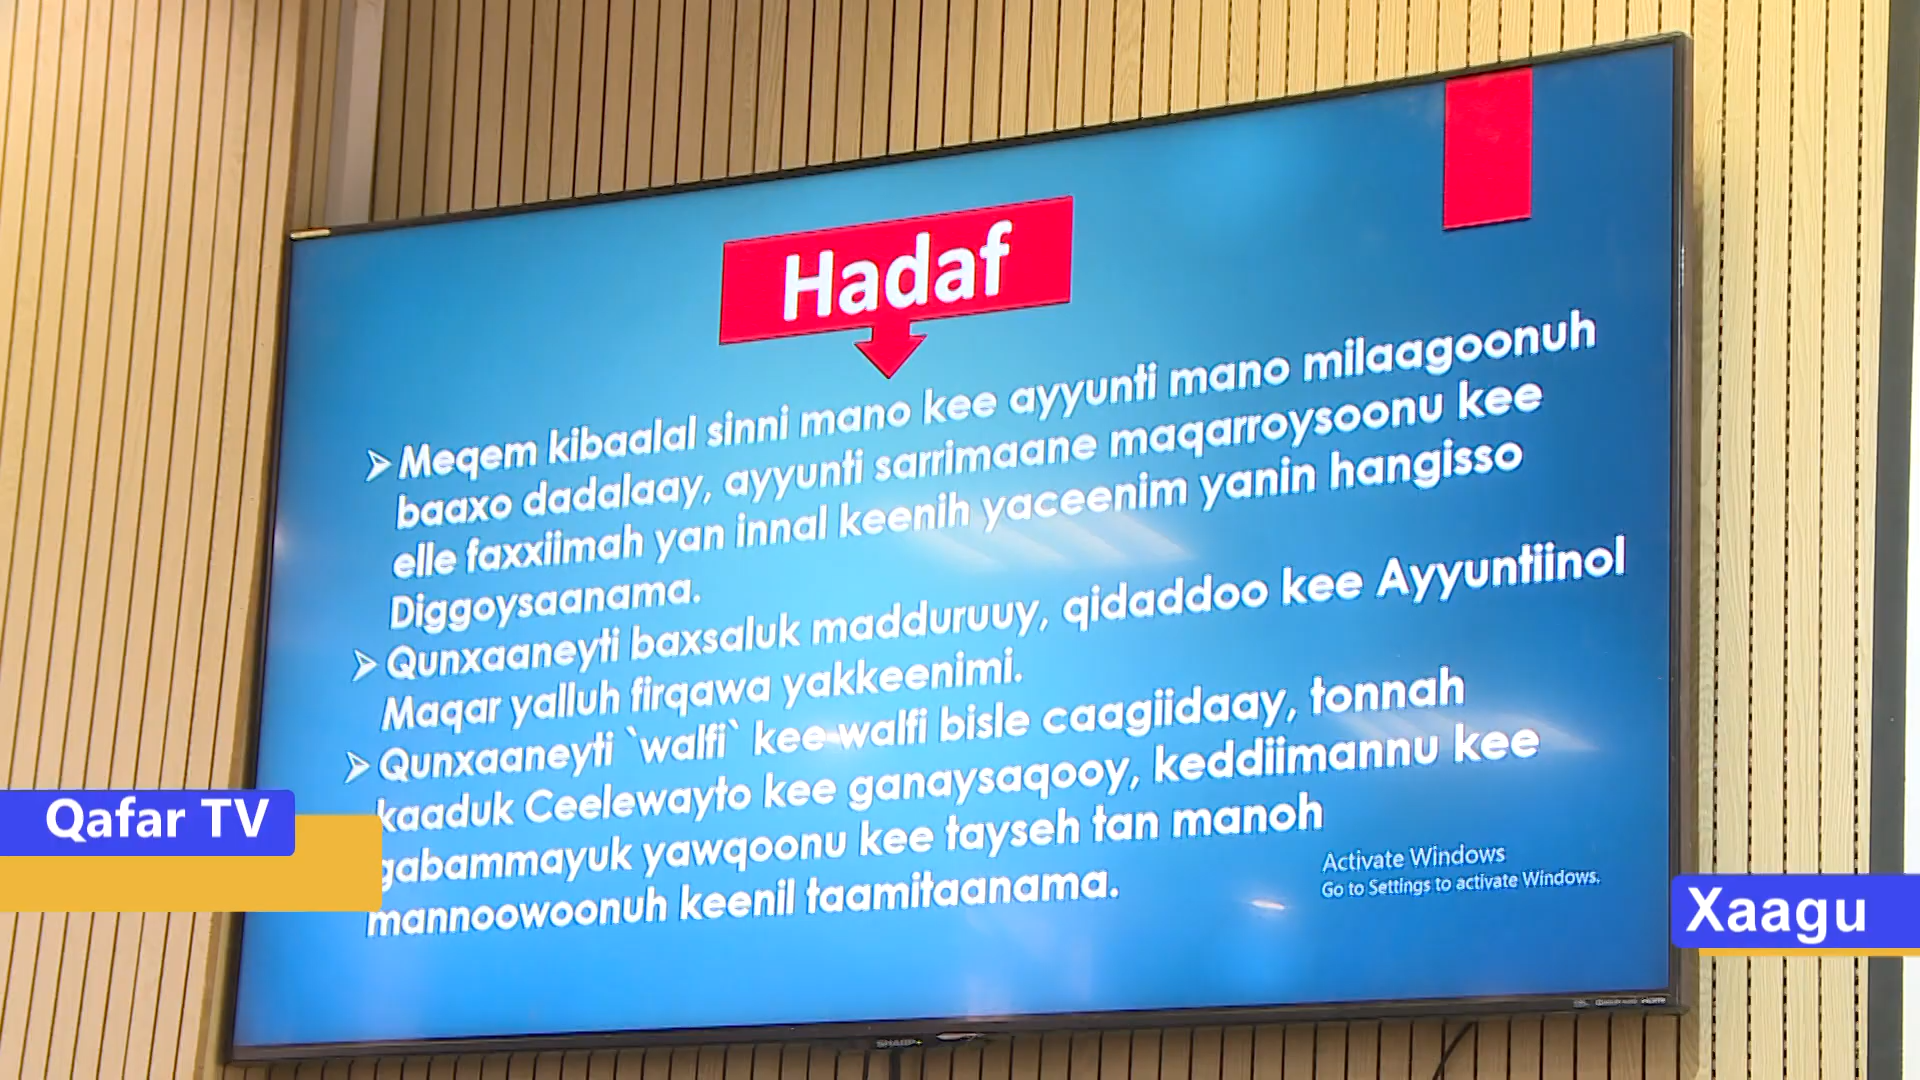 Hadaf
Meqem kibaalal sinni mano kee ayyunti mano milaagoonuh
baaxo dadalaay, ayyunti sarrimaane maqarroysoonu kee
elle faxxiimah yan innal keenih yaceenim yanin hangisso
Diggoysaanama.
Qunxaaneyti baxsaluk madduruuy, qidaddoo kee Ayyuntiinol
Maqar yalluh firqawa yakkeenimi.
Qunxaaneyti `walfi` kee walfi bisle caagiidaay, tonnah
kaaduk Ceelewayto kee ganaysaqooy, keddiimannu kee
gabammayuk yawqoonu kee tayseh tan manoh
mannoowoonuh keenil taamitaanama.
Activate Windows
Go to Settings to activate Windows.
Qafar TV
Xaagu
SHARP
HDMI